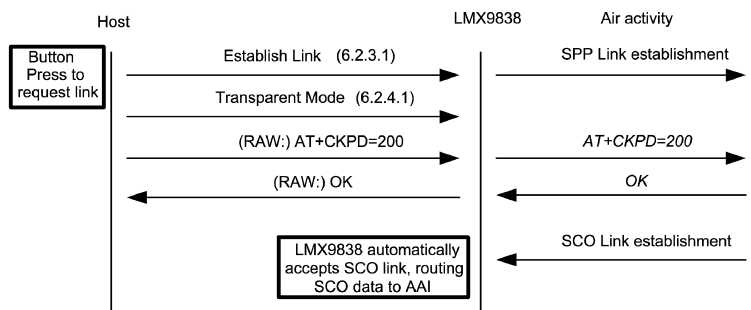 Host
LMX9838
Air activity
Button
Press to
request link
Establish Link (6.2.3.1)
SPP Link establishment
Transparent Mode (6.2.4.1)
(RAW:) AT+CKPD=200
AT+CKPD=200
(RAW:) OK
OK
LMX9838 automatically
accepts SCO link, routing
SCO data to AAI
SCO Link establishment